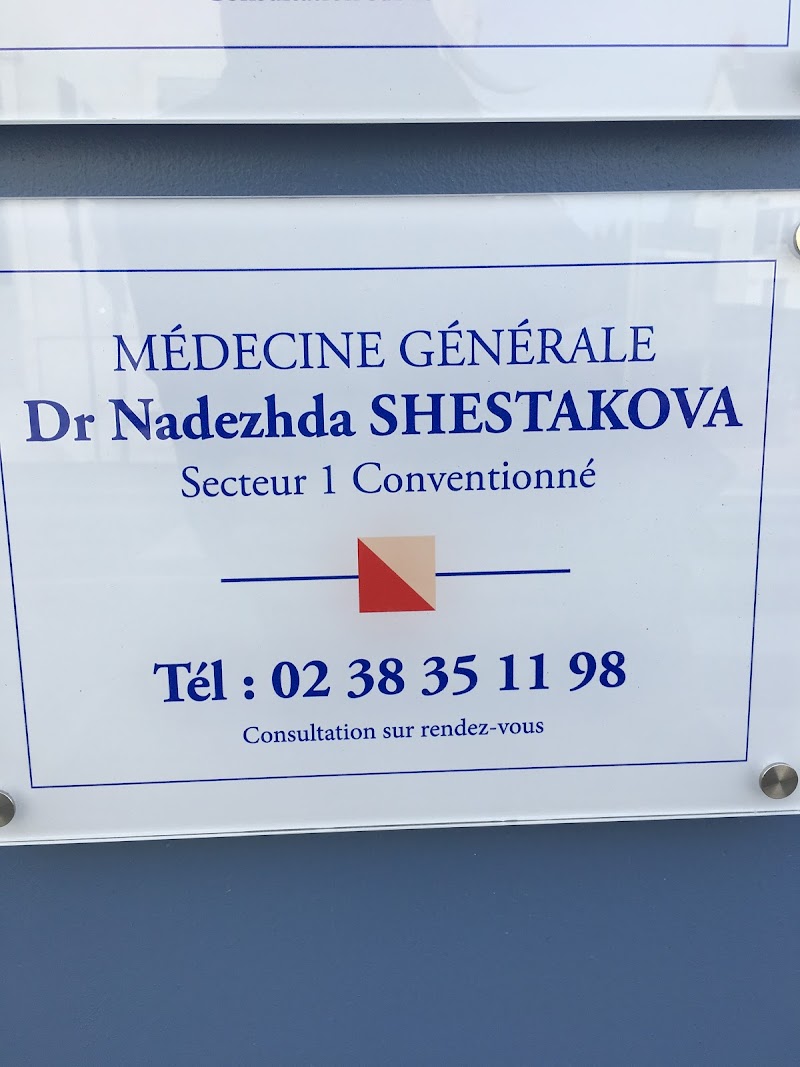 MÉDECINE GÉNÉRALE
Dr Nadezhda SHESTAKOVA
Secteur 1 Conventionné
Tél : 02 38 35 11 98
Consultation sur rendez-vous